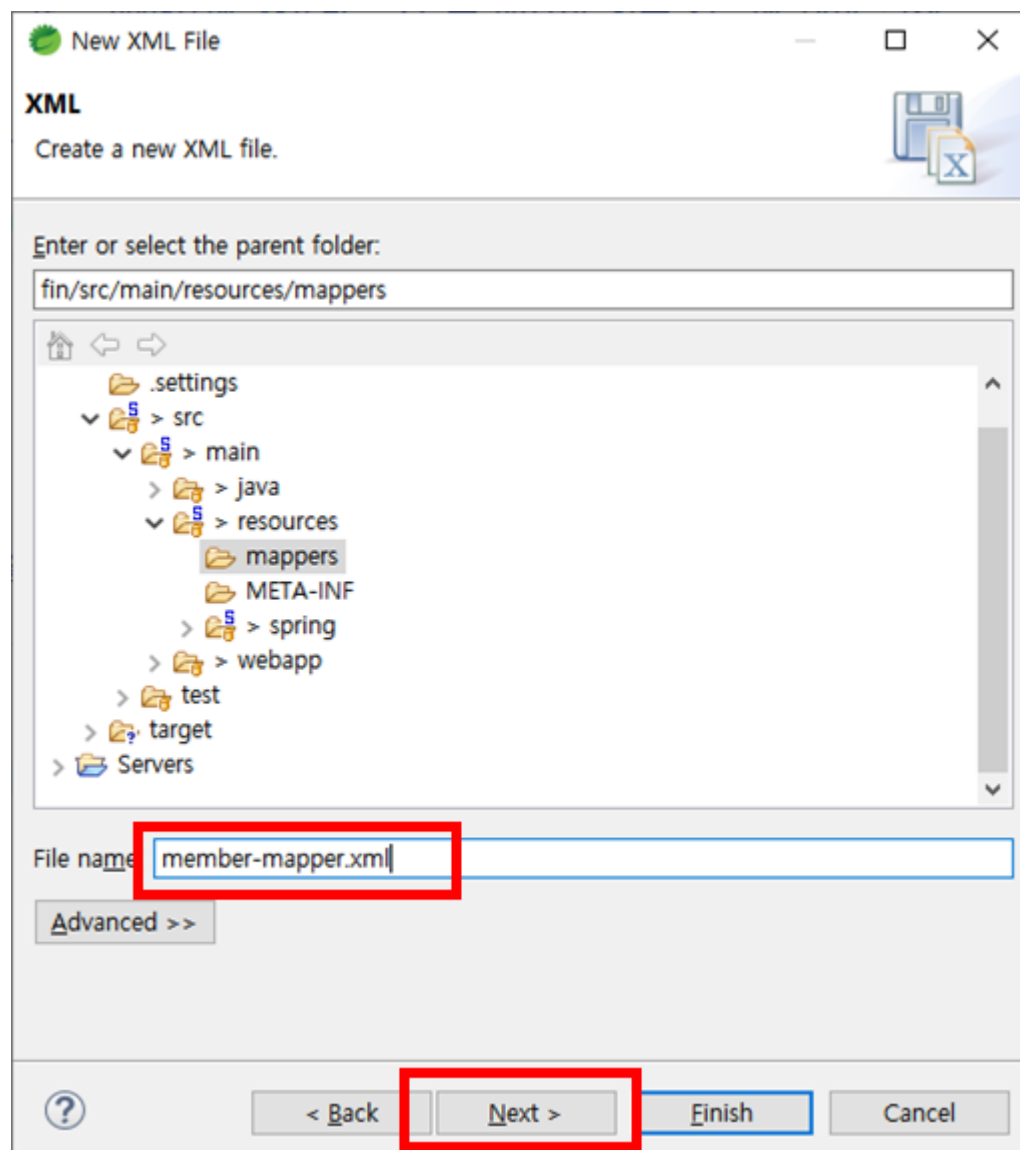 New XML File
XML
Create a new XML file.
Enter or select the parent folder:
fin/src/main/resources/mappers
.settings
> src
> main
> java
> resources
mappers
META-INF
> spring
> webapp
test
target
Servers
File name
member-mapper.xml
Advanced >>
< Back
Next >
Finish
Cancel